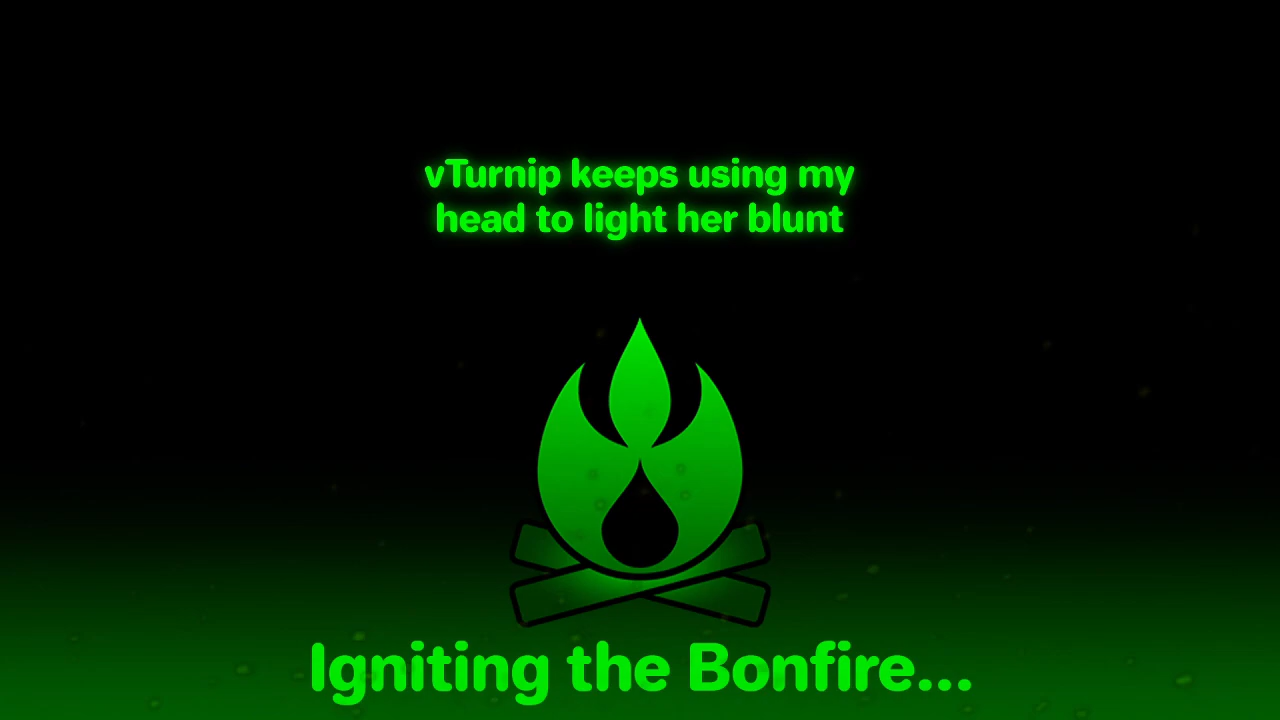 vTurnip keeps using my
head to light her blunt
Igniting the Bonfire...